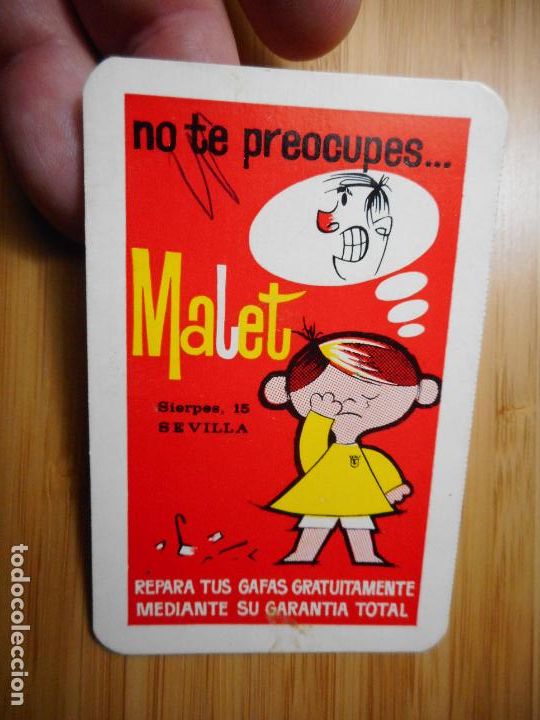 no te preocupes...
Malet
Sierpes, 15
SEVILLA
REPARA TUS GAFAS GRATUITAMENTE
MEDIANTE SU GARANTIA TOTAL
todocoleccion